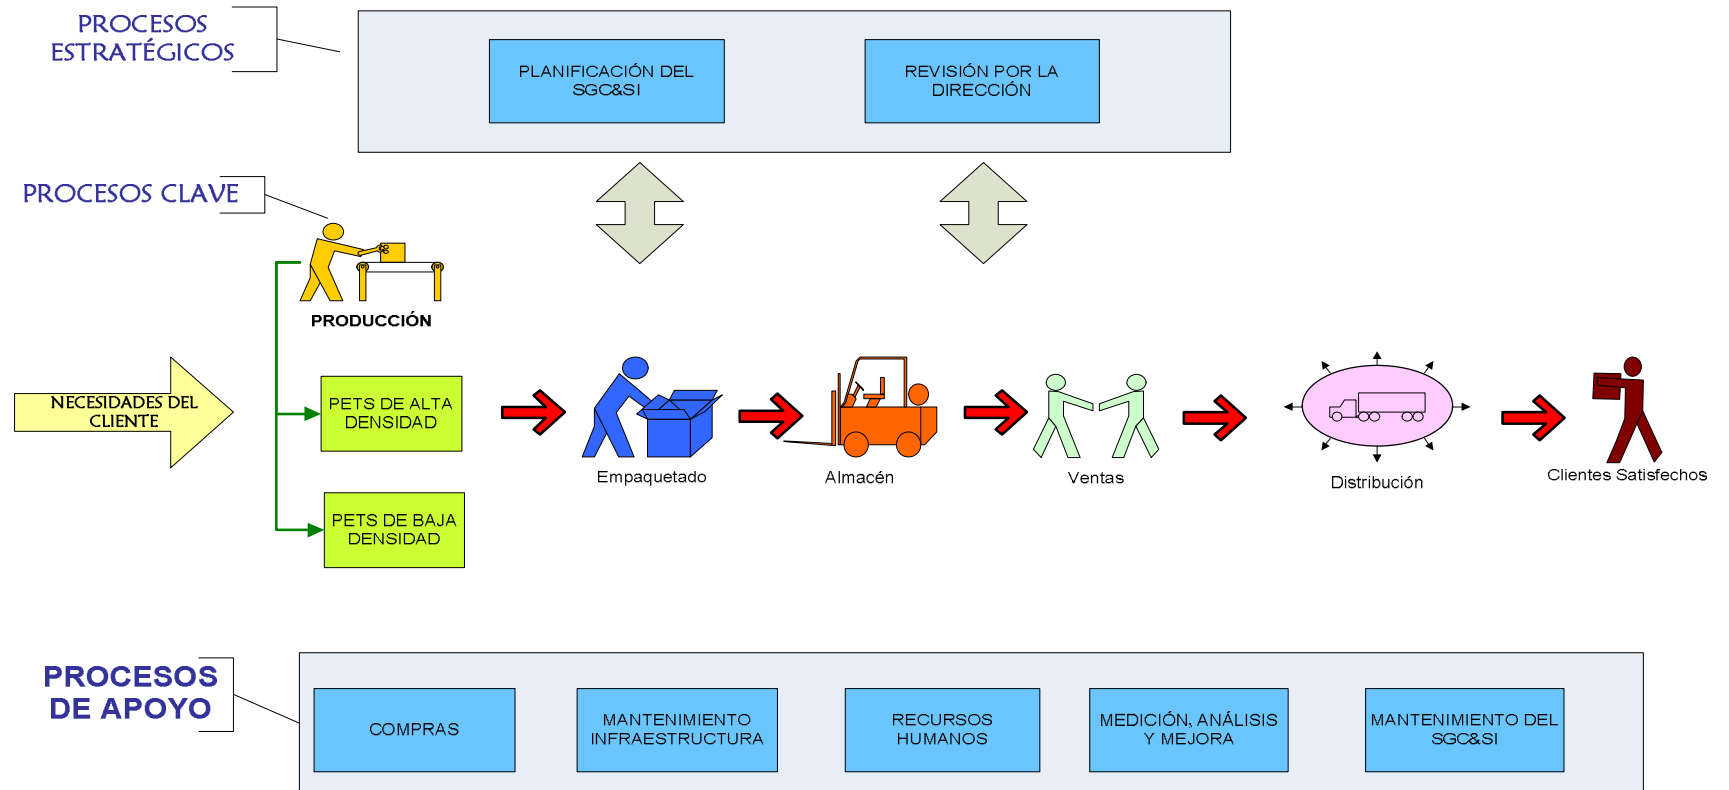 PROCESOS
ESTRATÉGICOS
PLANIFICACIÓN DEL
SGC&SI
REVISIÓN POR LA
DIRECCIÓN
PROCESOS CLAVE
PRODUCCIÓN
NECESIDADES DEL
CLIENTE
PETS DE ALTA
DENSIDAD
PETS DE BAJA
DENSIDAD
Empaquetado
Almacén
Ventas
Distribución
Clientes Satisfechos
PROCESOS
DE APOYO
COMPRAS
MANTENIMIENTO
INFRAESTRUCTURA
RECURSOS
HUMANOS
MEDICIÓN, ANÁLISIS
Y MEJORA
MANTENIMIENTO DEL
SGC&SI